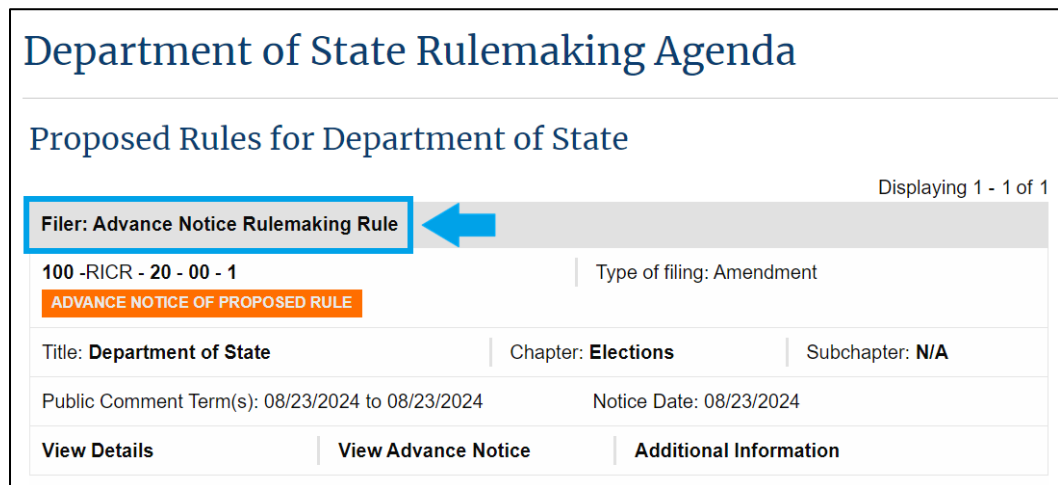 Department of State Rulemaking Agenda
Proposed Rules for Department of State
Displaying 1 - 1 of 1
Filer: Advance Notice Rulemaking Rule
100 -RICR - 20 - 00 - 1 Type of filing: Amendment
ADVANCE NOTICE OF PROPOSED RULE
Title: Department of State Chapter: Elections Subchapter: N/A
Public Comment Term(s): 08/23/2024 to 08/23/2024 Notice Date: 08/23/2024
View Details View Advance Notice Additional Information